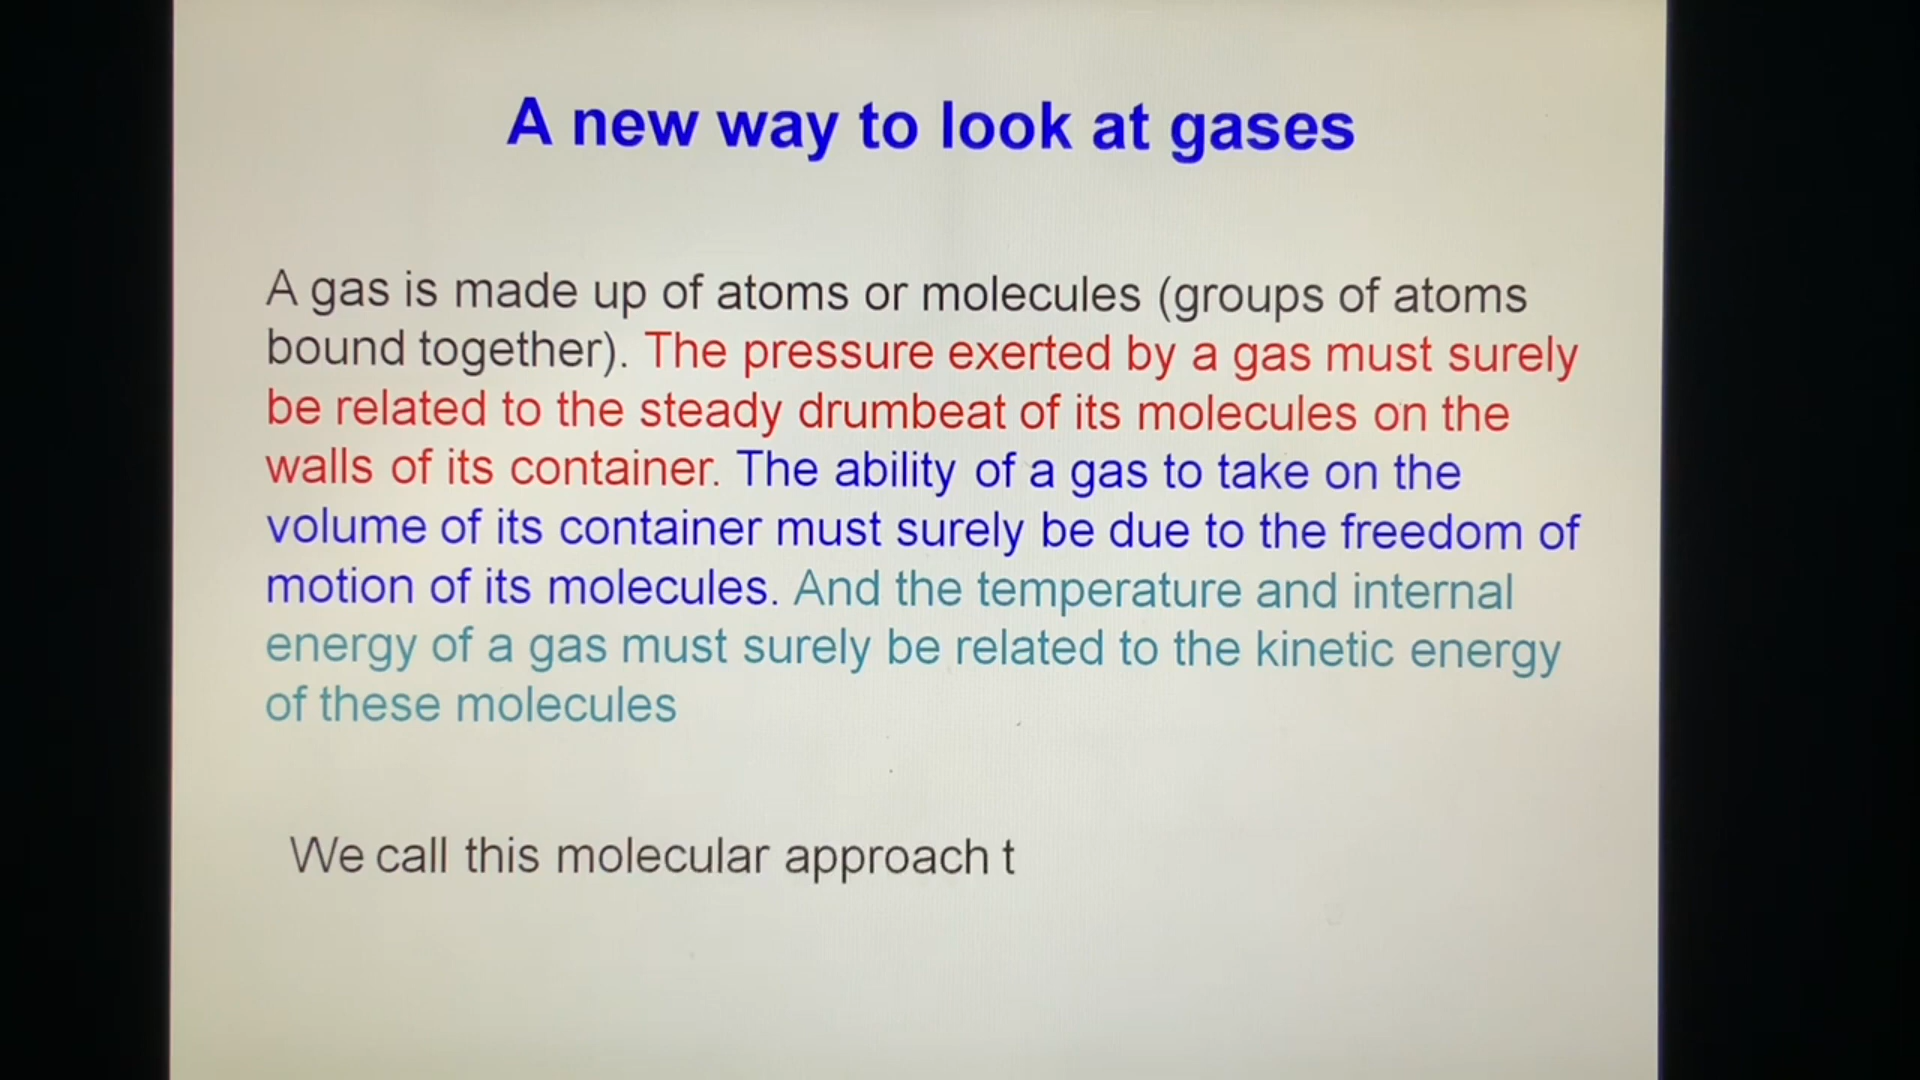 A new way to look at gases
A gas is made up of atoms or molecules (groups of atoms
bound together). The pressure exerted by a gas must surely
be related to the steady drumbeat of its molecules on the
walls of its container. The ability of a gas to take on the
volume of its container must surely be due to the freedom of
motion of its molecules. And the temperature and internal
energy of a gas must surely be related to the kinetic energy
of these molecules
We call this molecular approach t